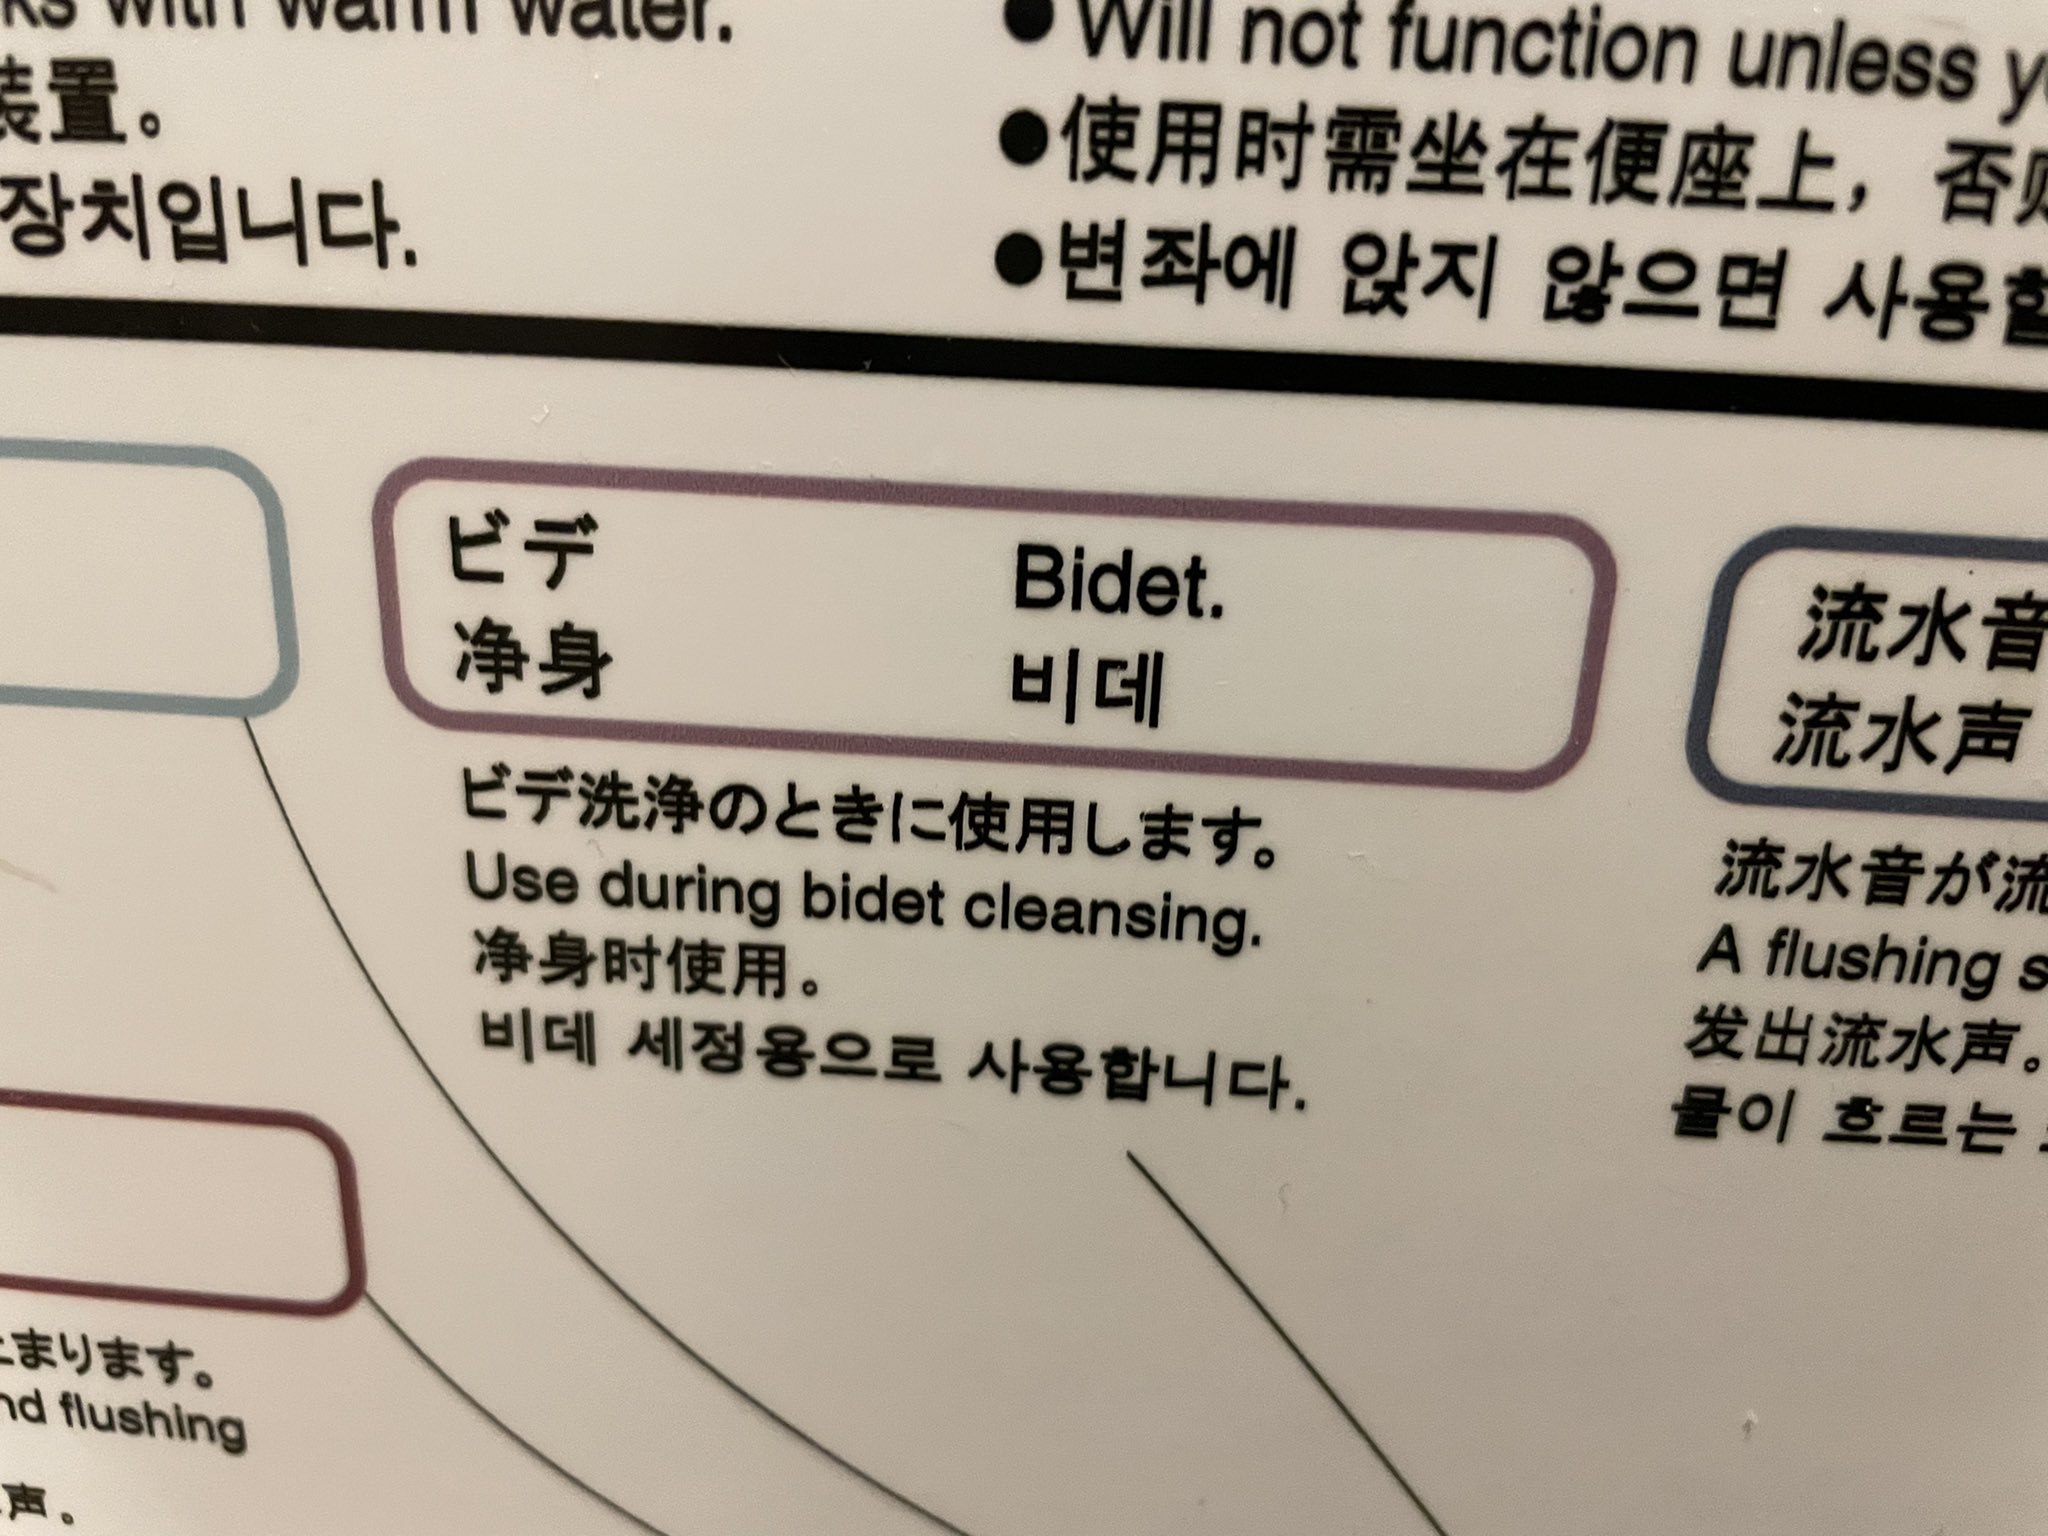 with warm water.
装置。
장치입니다.
●Will not function unless
●使用时需坐在便座上，否则
●변좌에 앉지 않으면 사용할
ビデ Bidet.
净身 비데
ビデ洗浄のときに使用します。
Use during bidet cleansing.
净身时使用。
비데 세정용으로 사용합니다.
流水音
流水声
流水音が流
A flushing
发出流水声。
물이 흐르는
まります。
flushing
声。